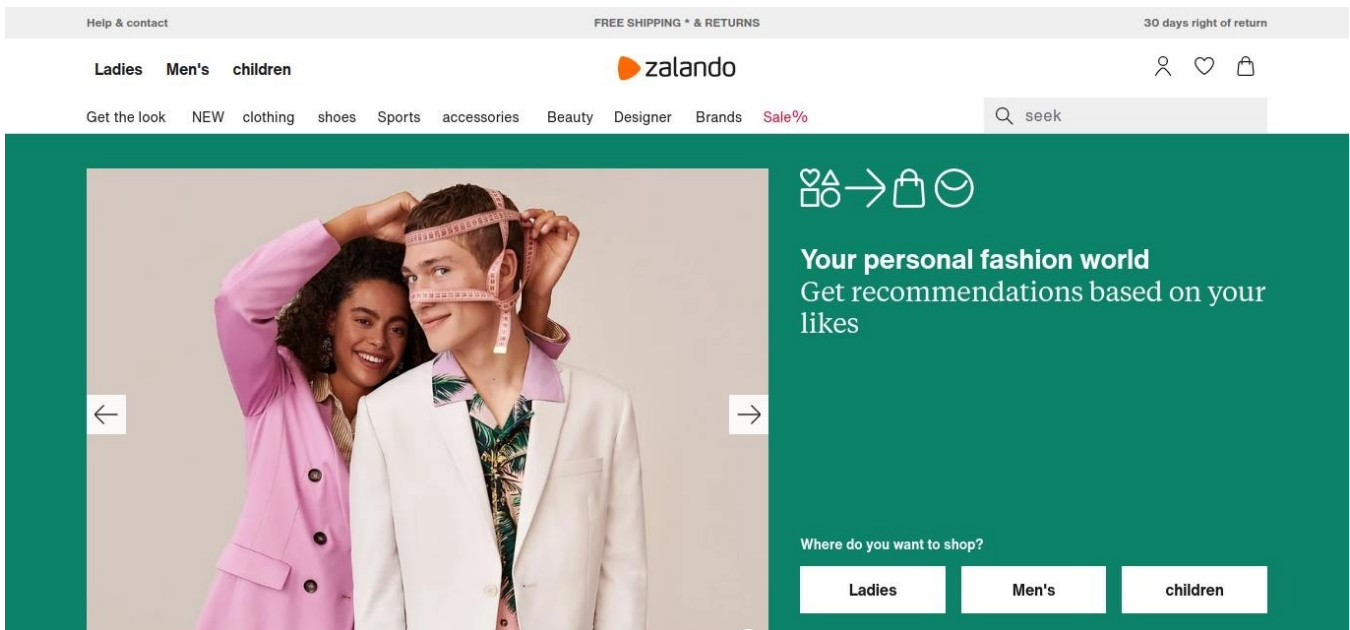 Help & contact
FREE SHIPPING * & RETURNS
30 days right of return
Ladies Men's children
zalando
Get the look NEW clothing shoes Sports accessories Beauty Designer Brands Sale%
seek
Your personal fashion world
Get recommendations based on your
likes
Where do you want to shop?
Ladies
Men's
children